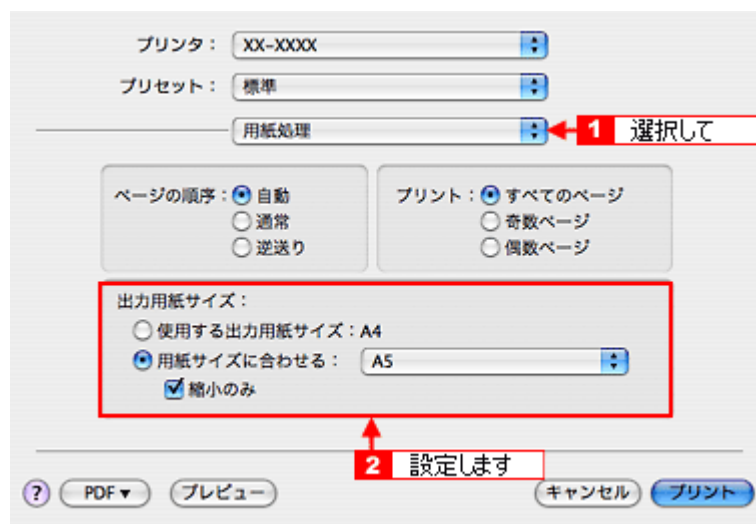 プリンタ： XX-XXXX
プリセット： 標準
用紙処理 1 選択して
ページの順序： 自動 プリント： すべてのページ
通常 奇数ページ
逆送り 偶数ページ
出力用紙サイズ：
使用する出力用紙サイズ：A4
用紙サイズに合わせる： A5
縮小のみ
2 設定します
? PDF▼ プレビュー キャンセル プリント